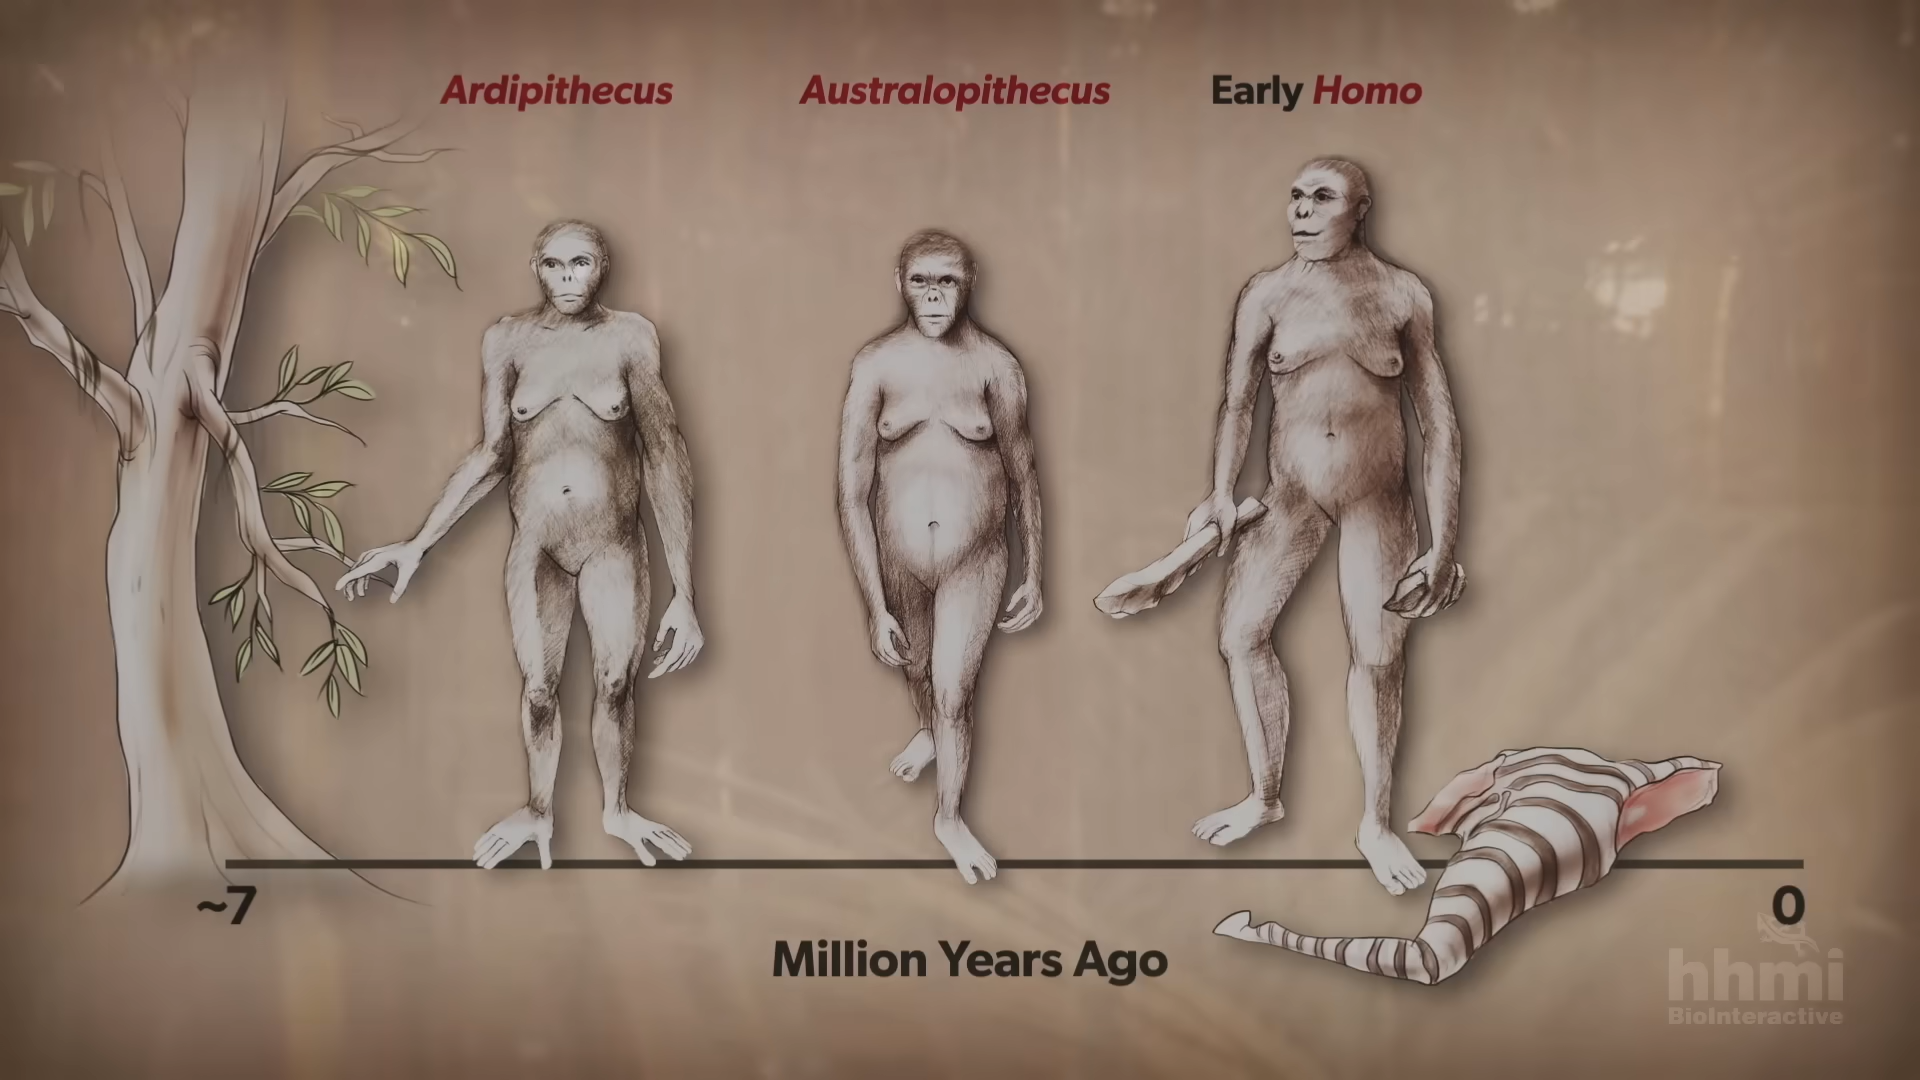 Ardipithecus
Australopithecus
Early Homo
~7
0
Million Years Ago
hhmi
BioInteractive